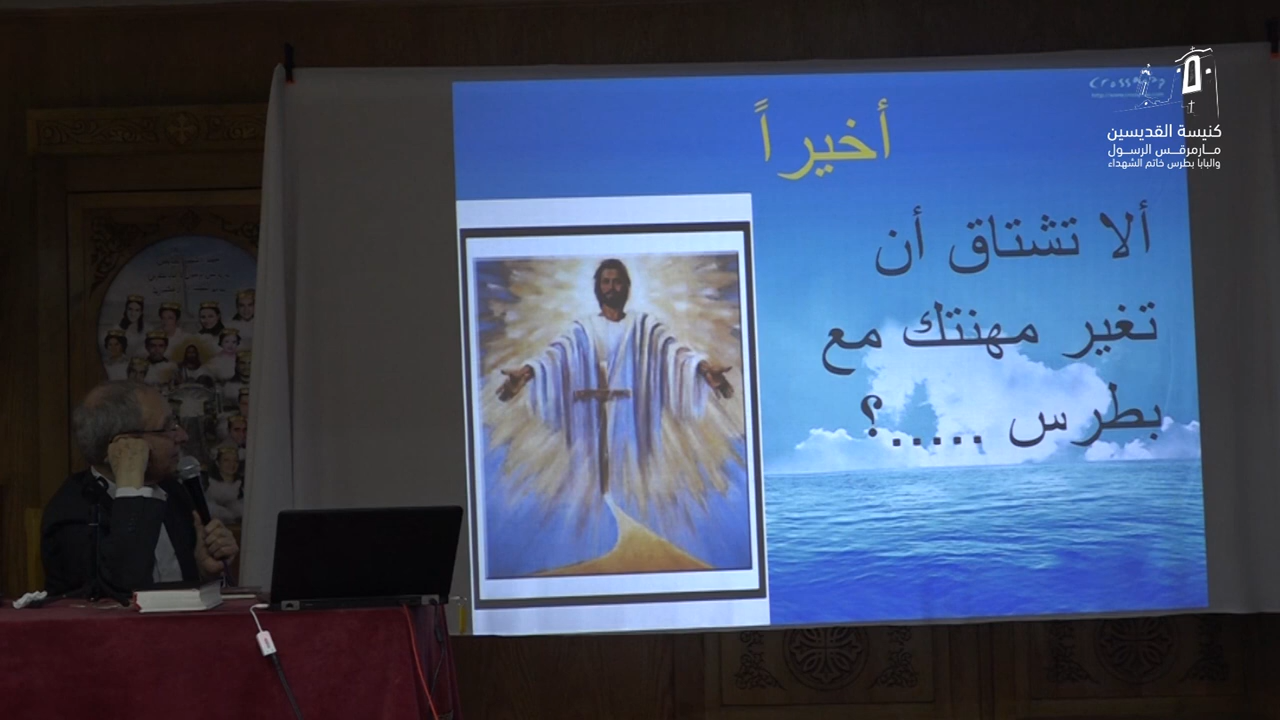 أخيراً
ألا تشتاق أن
تغير مهنتك مع
بطرس .....؟
كنيسة القديسين
مارمرقس الرسول
والبابا بطرس خاتم الشهداء